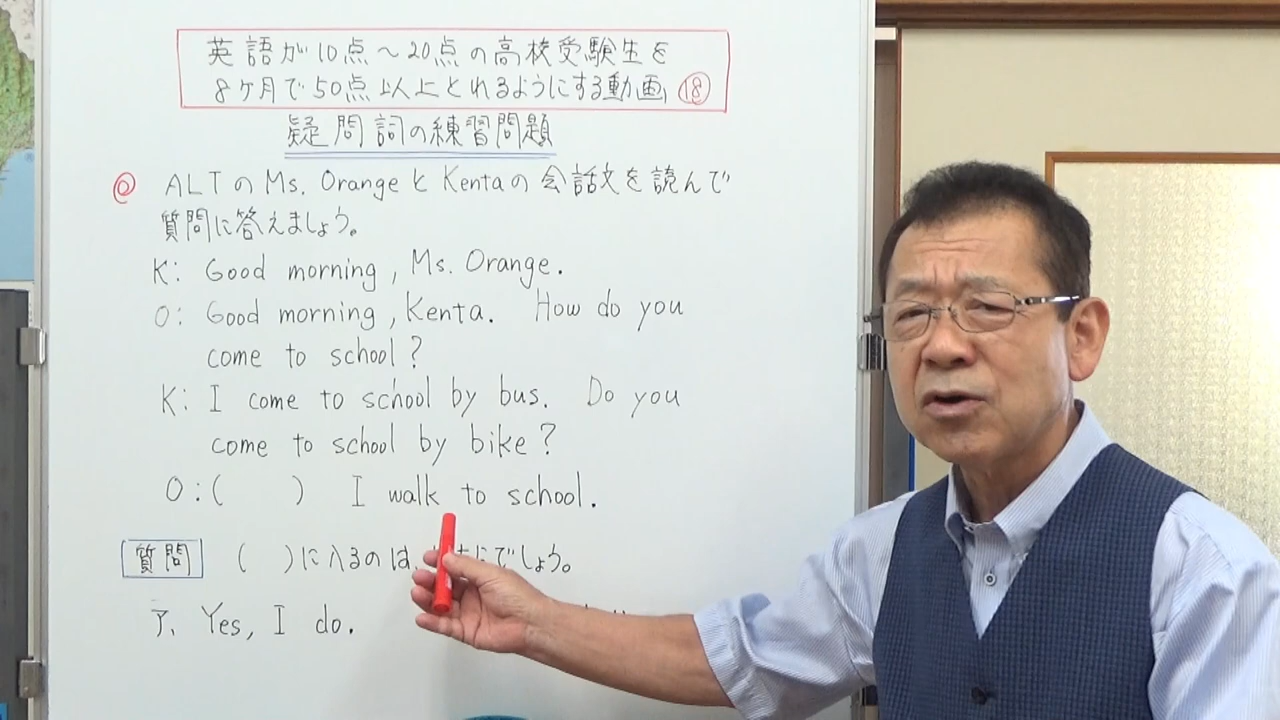 英語が10点～20点の高校受験生を
8ヶ月で50点以上とれるようにする動画 ⑱
疑問詞の練習問題
◎ ALTのMs. OrangeとKentaの会話文を読んで
質問に答えましょう。
K: Good morning, Ms. Orange.
O: Good morning, Kenta. How do you
come to school?
K: I come to school by bus. Do you
come to school by bike?
O: ( ) I walk to school.
質問 ( )に入るのは、でしょう。
ア、Yes, I do.